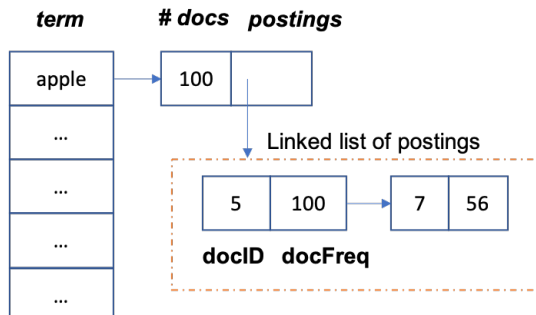 term # docs postings
apple 100
...
Linked list of postings
...
5 100 7 56
...
docID docFreq
...